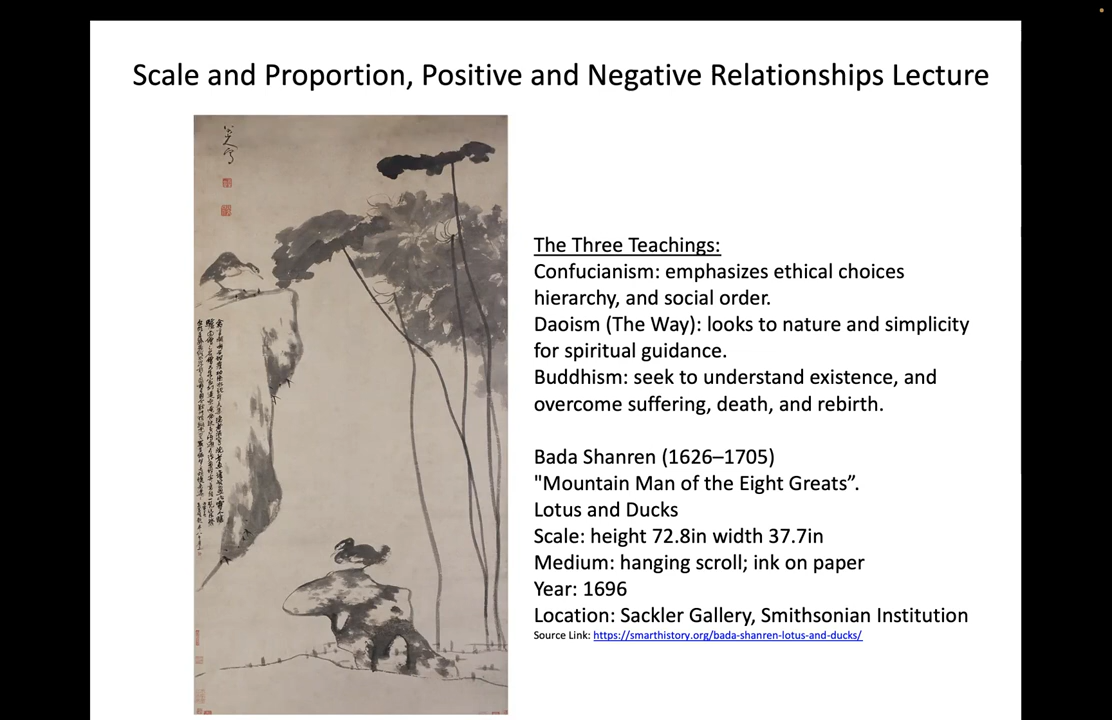 Scale and Proportion, Positive and Negative Relationships Lecture
The Three Teachings:
Confucianism: emphasizes ethical choices
hierarchy, and social order.
Daoism (The Way): looks to nature and simplicity
for spiritual guidance.
Buddhism: seek to understand existence, and
overcome suffering, death, and rebirth.
Bada Shanren (1626–1705)
"Mountain Man of the Eight Greats”.
Lotus and Ducks
Scale: height 72.8in width 37.7in
Medium: hanging scroll; ink on paper
Year: 1696
Location: Sackler Gallery, Smithsonian Institution
Source Link: https://smarthistory.org/bada-shanren-lotus-and-ducks/